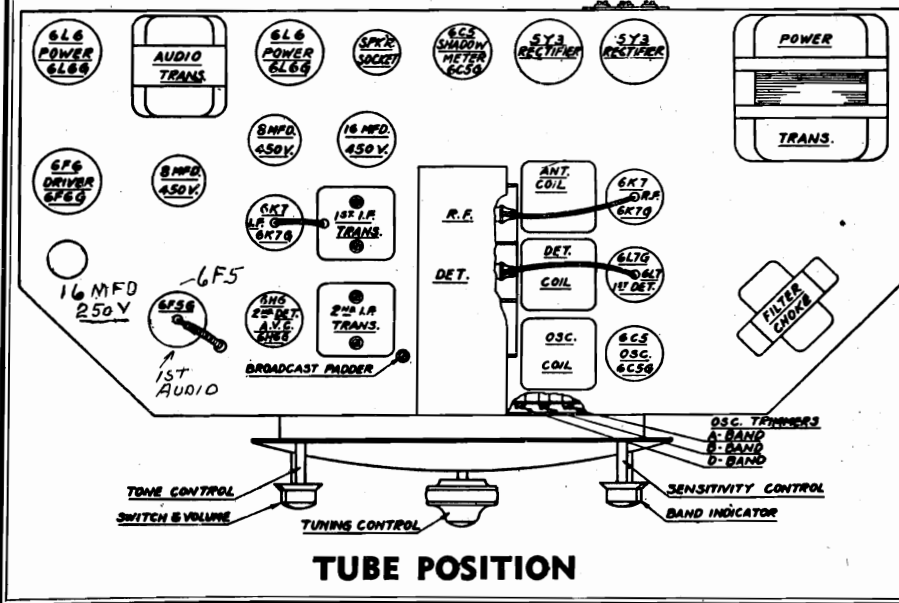 6L6
POWER
6L6G
AUDIO
TRANS.
6L6
POWER
6L6G
SPKR
SOCKET
6C5
SHADOW
METER
6C5G
5Y3
RECTIFIER
5Y3
RECTIFIER
POWER
TRANS.
8 MFD.
450 V.
16 MFD.
450 V.
6F6
DRIVER
6F6G
8 MFD.
450 V.
6K7
I.F.
6K7G
1ST I.F.
TRANS.
R.F.
DET.
ANT.
COIL
6K7
R.F.
6K7G
DET.
COIL
6L7G
6L7
1ST DET.
16 MFD
250 V
6F5
6F5G
1ST
AUDIO
6H6
2ND DET.
A.V.C.
6H6G
2ND I.F.
TRANS.
BROADCAST PADDER
OSC.
COIL
6C5
OSC.
6C5G
FILTER
CHOKE
OSC. TRIMMERS
A-BAND
B-BAND
D-BAND
TONE CONTROL
SWITCH & VOLUME
TUNING CONTROL
SENSITIVITY CONTROL
BAND INDICATOR
TUBE POSITION